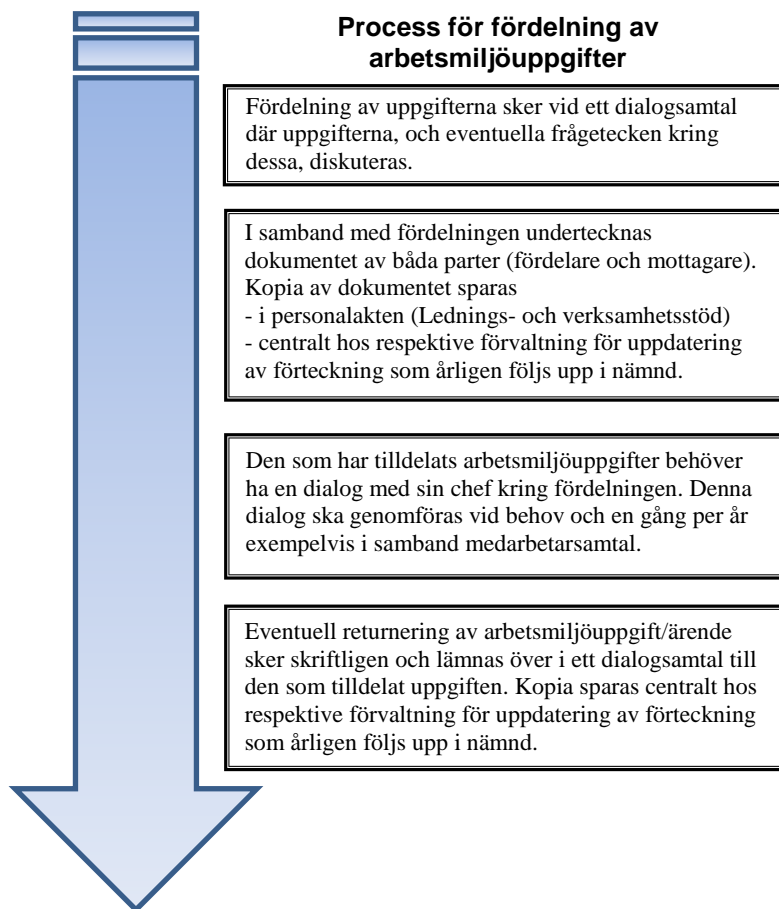 Process för fördelning av
arbetsmiljöuppgifter
Fördelning av uppgifterna sker vid ett dialogsamtal
där uppgifterna, och eventuella frågetecken kring
dessa, diskuteras.
I samband med fördelningen undertecknas
dokumentet av båda parter (fördelare och mottagare).
Kopia av dokumentet sparas
- i personalakten (Lednings- och verksamhetsstöd)
- centralt hos respektive förvaltning för uppdatering
av förteckning som årligen följs upp i nämnd.
Den som har tilldelats arbetsmiljöuppgifter behöver
ha en dialog med sin chef kring fördelningen. Denna
dialog ska genomföras vid behov och en gång per år
exempelvis i samband medarbetarsamtal.
Eventuell returnering av arbetsmiljöuppgift/ärende
sker skriftligen och lämnas över i ett dialogsamtal till
den som tilldelat uppgiften. Kopia sparas centralt hos
respektive förvaltning för uppdatering av förteckning
som årligen följs upp i nämnd.